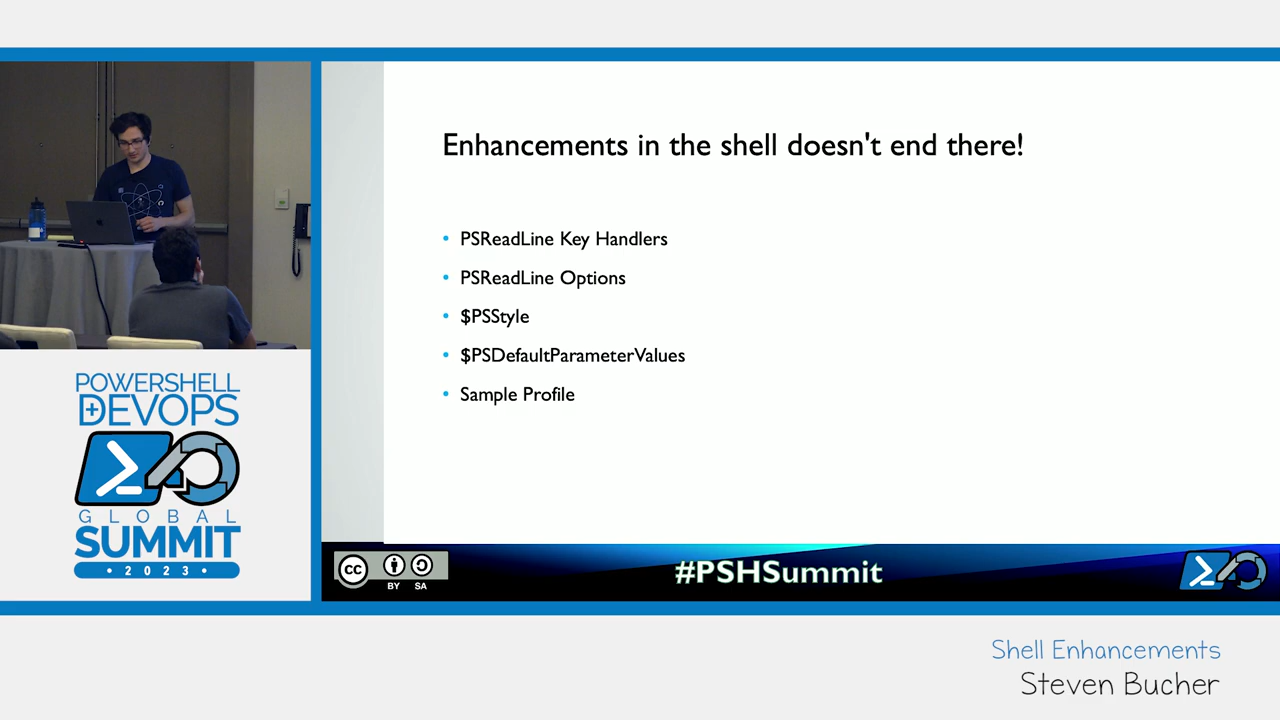 Enhancements in the shell doesn't end there!
• PSReadLine Key Handlers
• PSReadLine Options
• $PSStyle
• $PSDefaultParameterValues
• Sample Profile
POWERSHELL
+DEVOPS
GLOBAL
SUMMIT
• 2023 •
cc
BY SA
#PSHSummit
Shell Enhancements
Steven Bucher